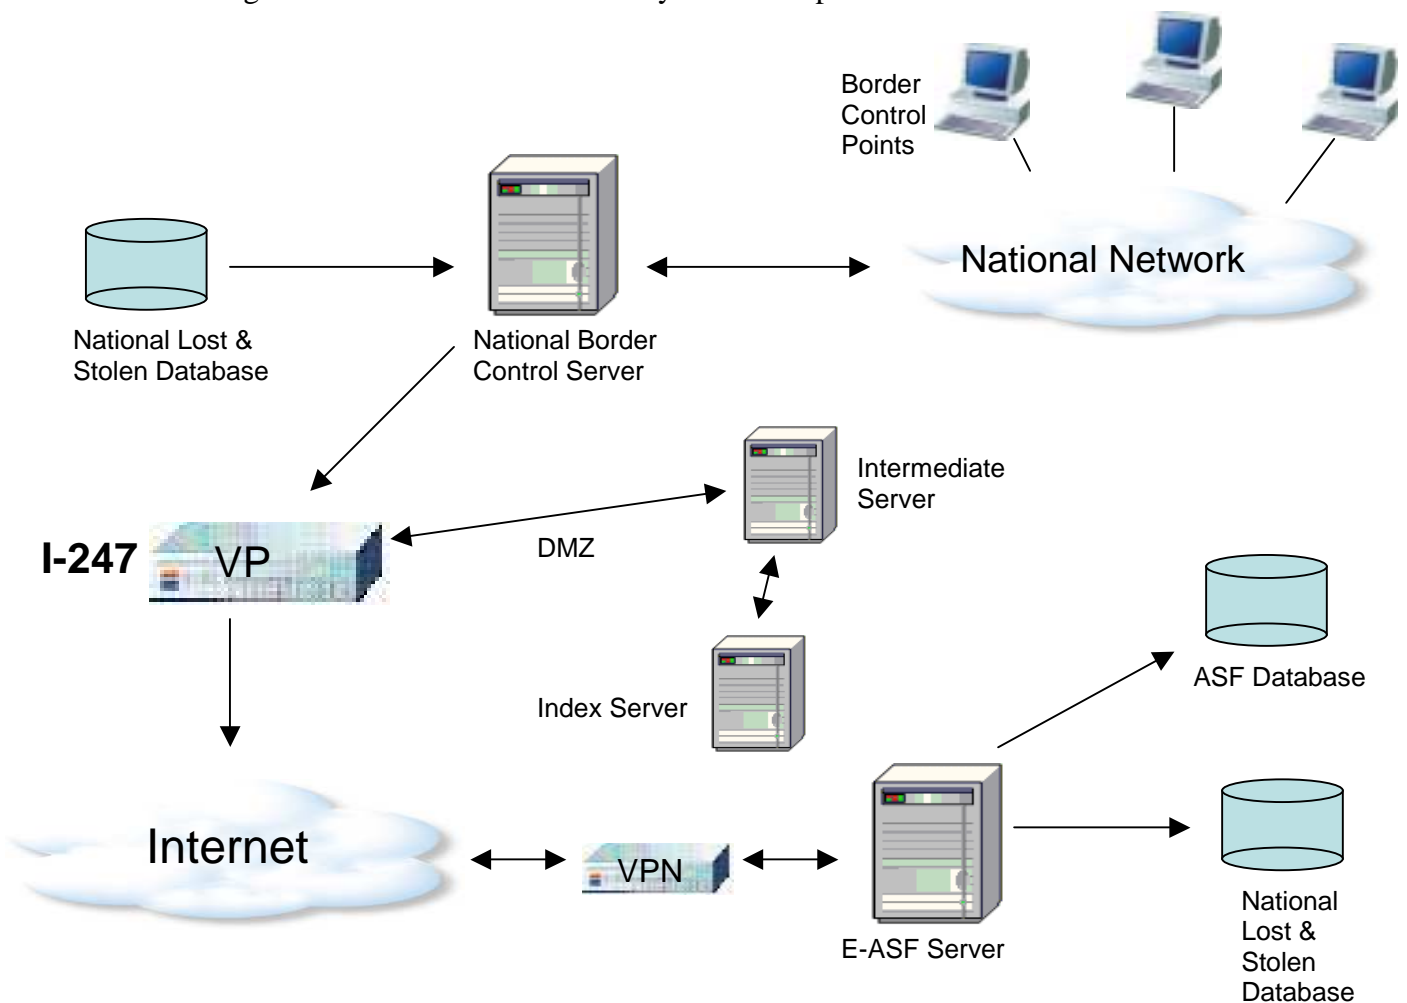 Border
Control
Points
National Network
National Lost &
Stolen Database
National Border
Control Server
Intermediate
Server
I-247
VP
DMZ
ASF Database
Index Server
Internet
VPN
E-ASF Server
National
Lost &
Stolen
Database